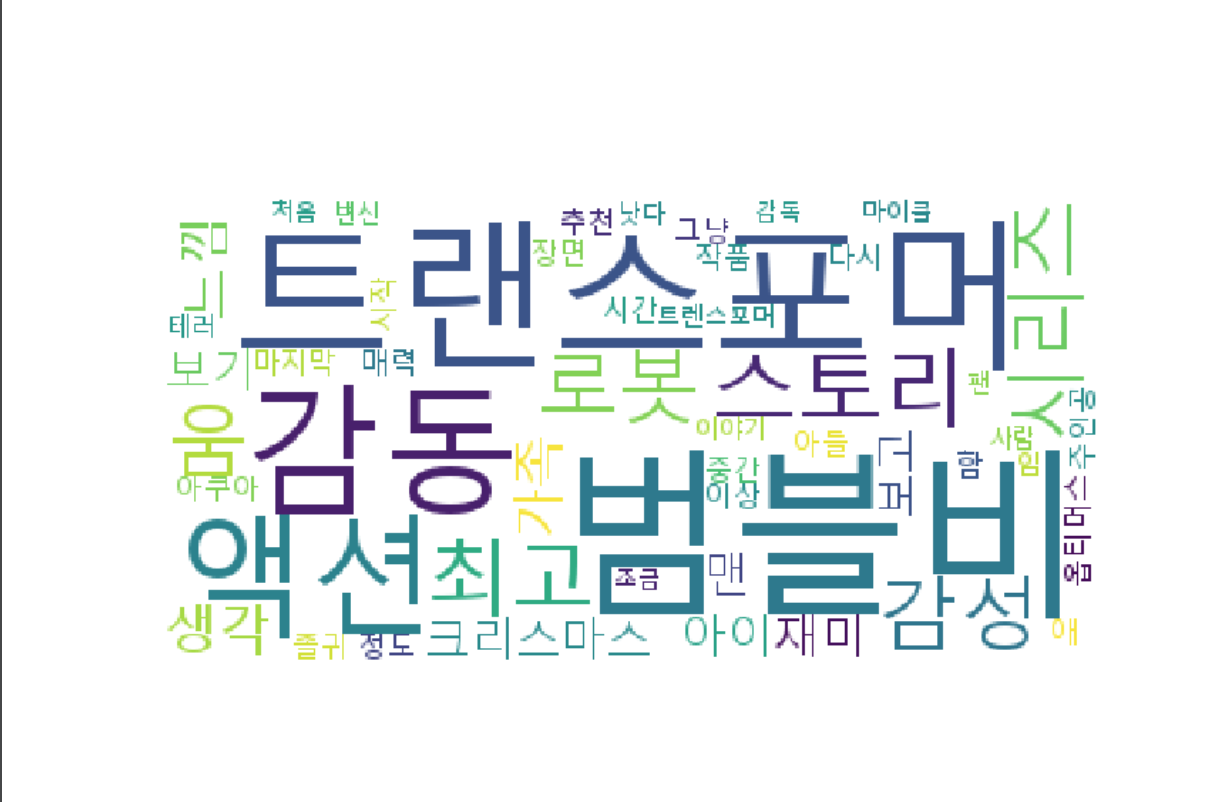 처음 변신 추천 낫다 그냥 감독 마이클
느낌
트랜스포머
장면 작품 다시
시리즈
시작
테러
시간 트렌스포머
보기 마지막 매력
로봇 스토리
팬
주인공
뭄
감동
이야기
아들 사람
가족
중간
보고
함 임
아쿠아
이상
범블비
옵티머스
액션
최고
조금
맨
감성
생각
졸귀 정도
크리스마스
아이 재미
애